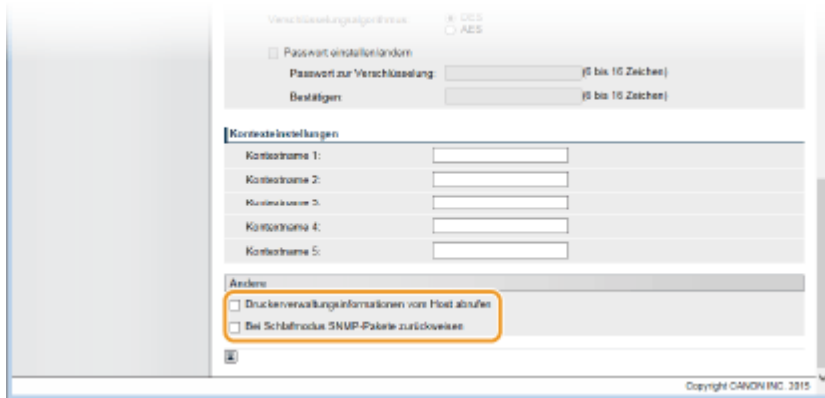 Verschlüsselungsalgorithmus: DES
AES
Passwort einstellen/ändern
Passwort zur Verschlüsselung: (6 bis 16 Zeichen)
Bestätigen: (6 bis 16 Zeichen)
Kontexteinstellungen
Kontextname 1:
Kontextname 2:
Kontextname 3:
Kontextname 4:
Kontextname 5:
Andere
Druckerverwaltungsinformationen vom Host abrufen
Bei Schlafmodus SNMP-Pakete zurückweisen
Copyright CANON INC. 2015